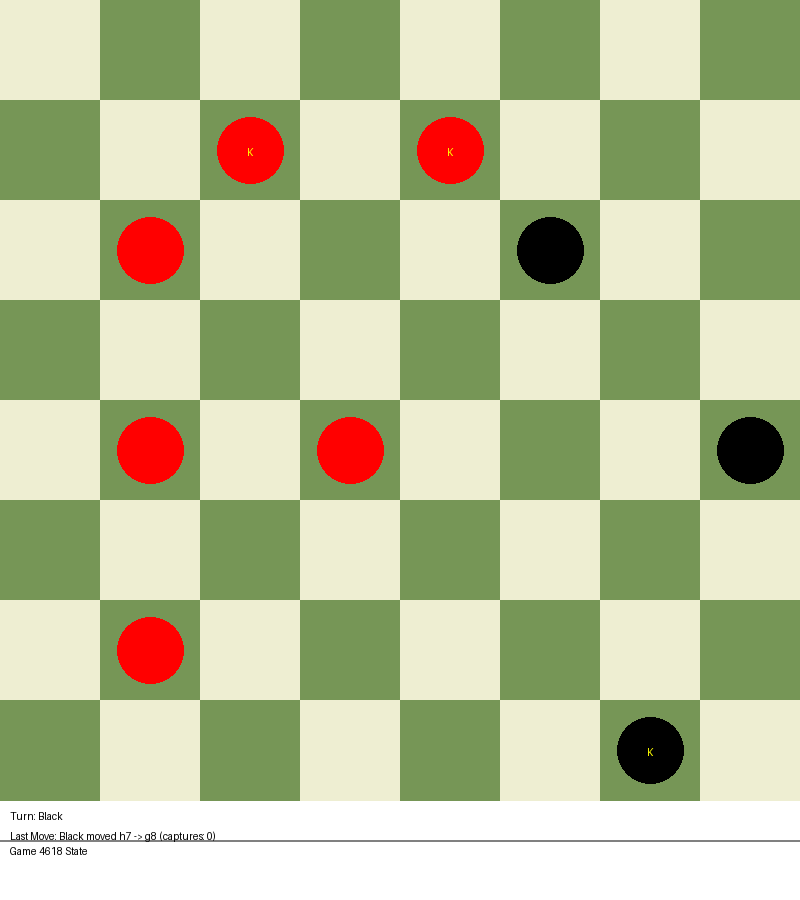 K
K
K
Turn: Black
Last Move: Black moved h7 -> g8 (captures: 0)
Game 4618 State